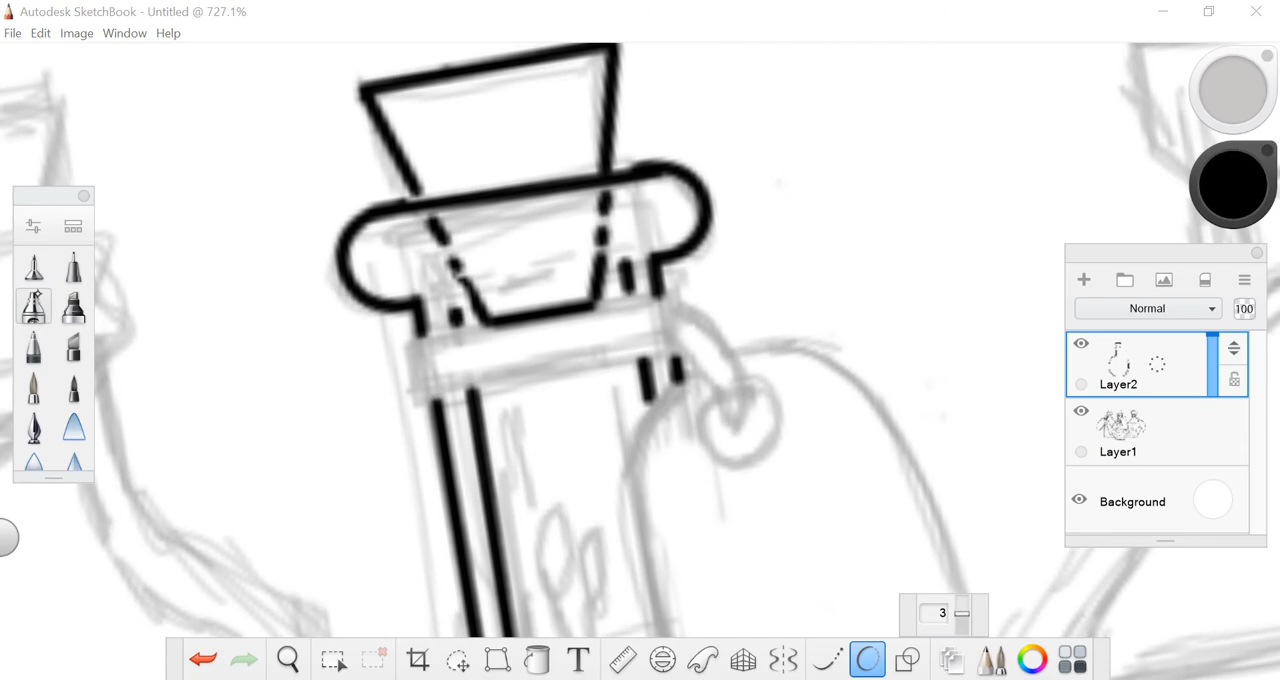 Autodesk SketchBook - Untitled @ 727.1%
File Edit Image Window Help
Normal 100
Layer2
Layer1
Background
3
T